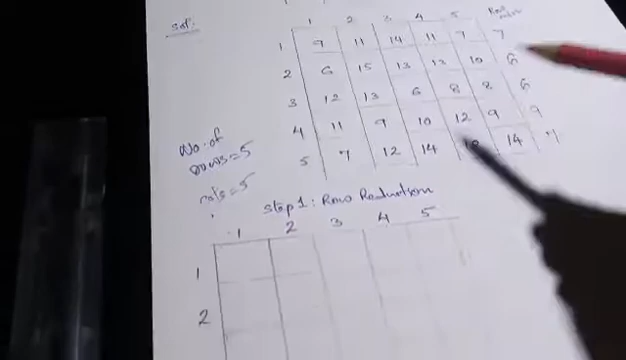 Sol:
1 2 3 4 5 Row
1 9 11 14 11 7 7
2 6 15 13 13 10 6
3 12 13 6 8 8 6
4 11 9 10 12 9 9
5 7 12 14 14 7
No. of
rows=5
=5
Step 1: Row Reduction
1 2 3 4 5
1
2